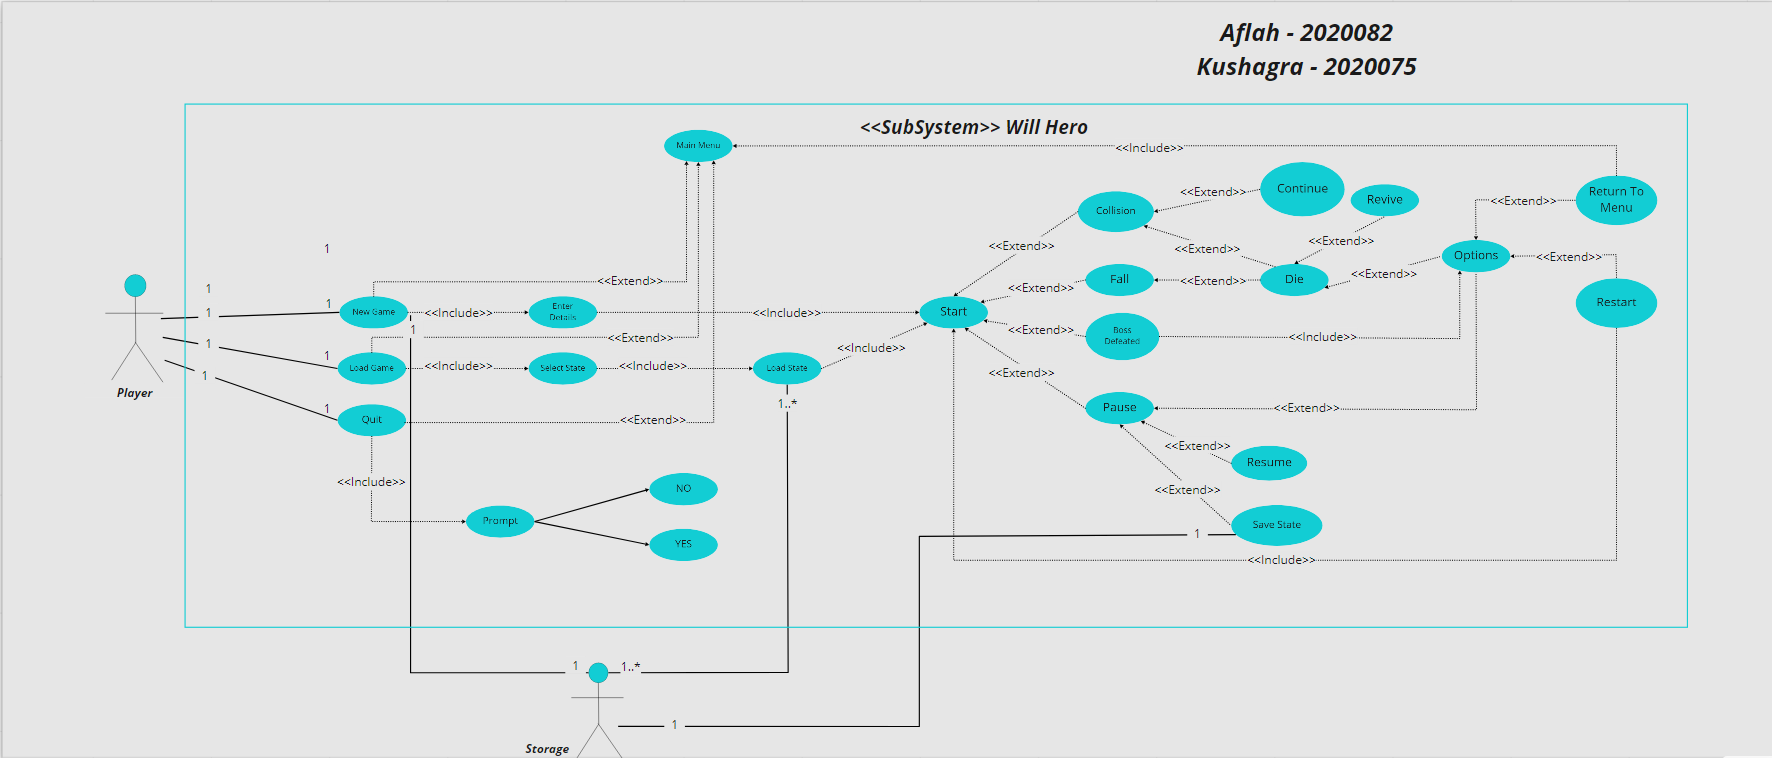 Aflah - 2020082
Kushagra - 2020075
<<SubSystem>> Will Hero
Main Menu
<<Include>>
Return To
Menu
<<Extend>>
Continue
<<Extend>>
Revive
Collision
<<Extend>>
<<Extend>>
<<Extend>>
<<Extend>>
Options
<<Extend>>
1
<<Extend>>
Fall
<<Extend>>
<<Extend>>
Die
<<Extend>>
Restart
1
1
1
New Game
<<Include>>
Enter
Details
<<Include>>
Start
1
<<Extend>>
<<Extend>>
Boss
Defeated
<<Include>>
1
1
Load Game
<<Include>>
Select State
<<Include>>
Load State
<<Include>>
<<Extend>>
1
1
Quit
<<Extend>>
1..*
Pause
<<Extend>>
Player
<<Extend>>
Resume
<<Include>>
NO
<<Extend>>
Prompt
YES
Save State
1
<<Include>>
1
1..*
1
Storage